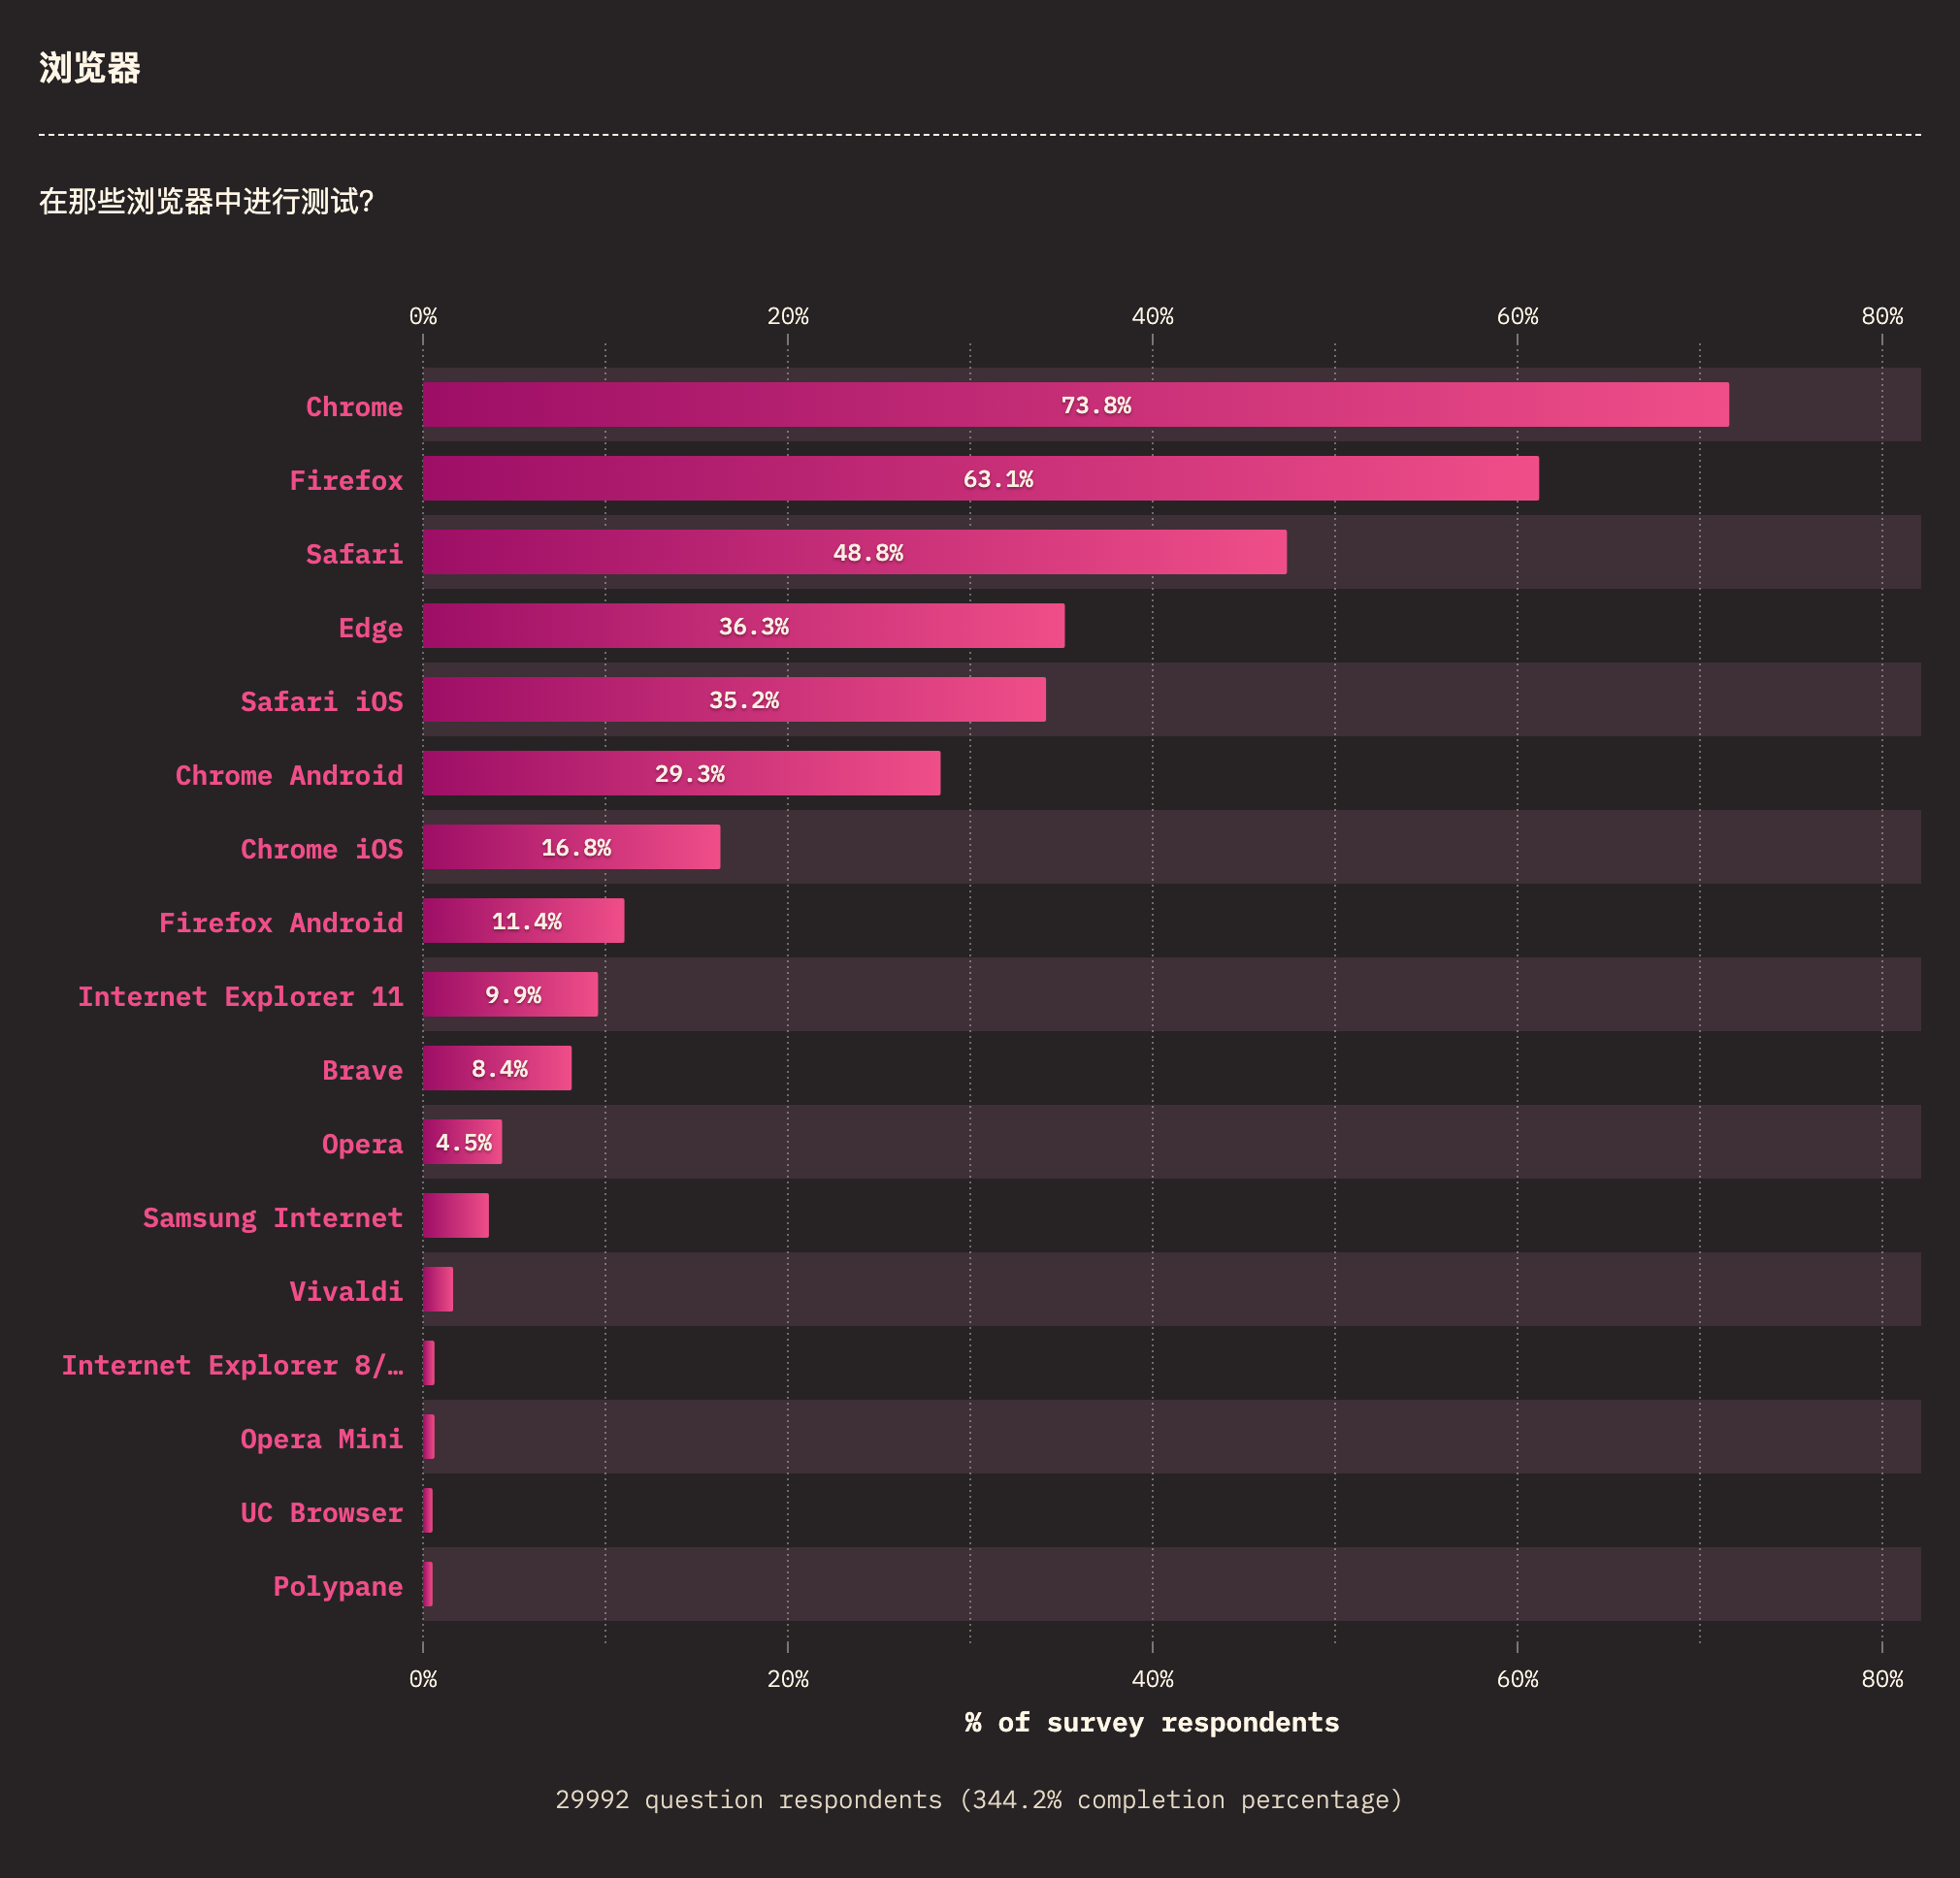 浏览器
在那些浏览器中进行测试?
0% 20% 40% 60% 80%
Chrome 73.8%
Firefox 63.1%
Safari 48.8%
Edge 36.3%
Safari iOS 35.2%
Chrome Android 29.3%
Chrome iOS 16.8%
Firefox Android 11.4%
Internet Explorer 11 9.9%
Brave 8.4%
Opera 4.5%
Samsung Internet
Vivaldi
Internet Explorer 8/…
Opera Mini
UC Browser
Polypane
0% 20% 40% 60% 80%
% of survey respondents
29992 question respondents (344.2% completion percentage)